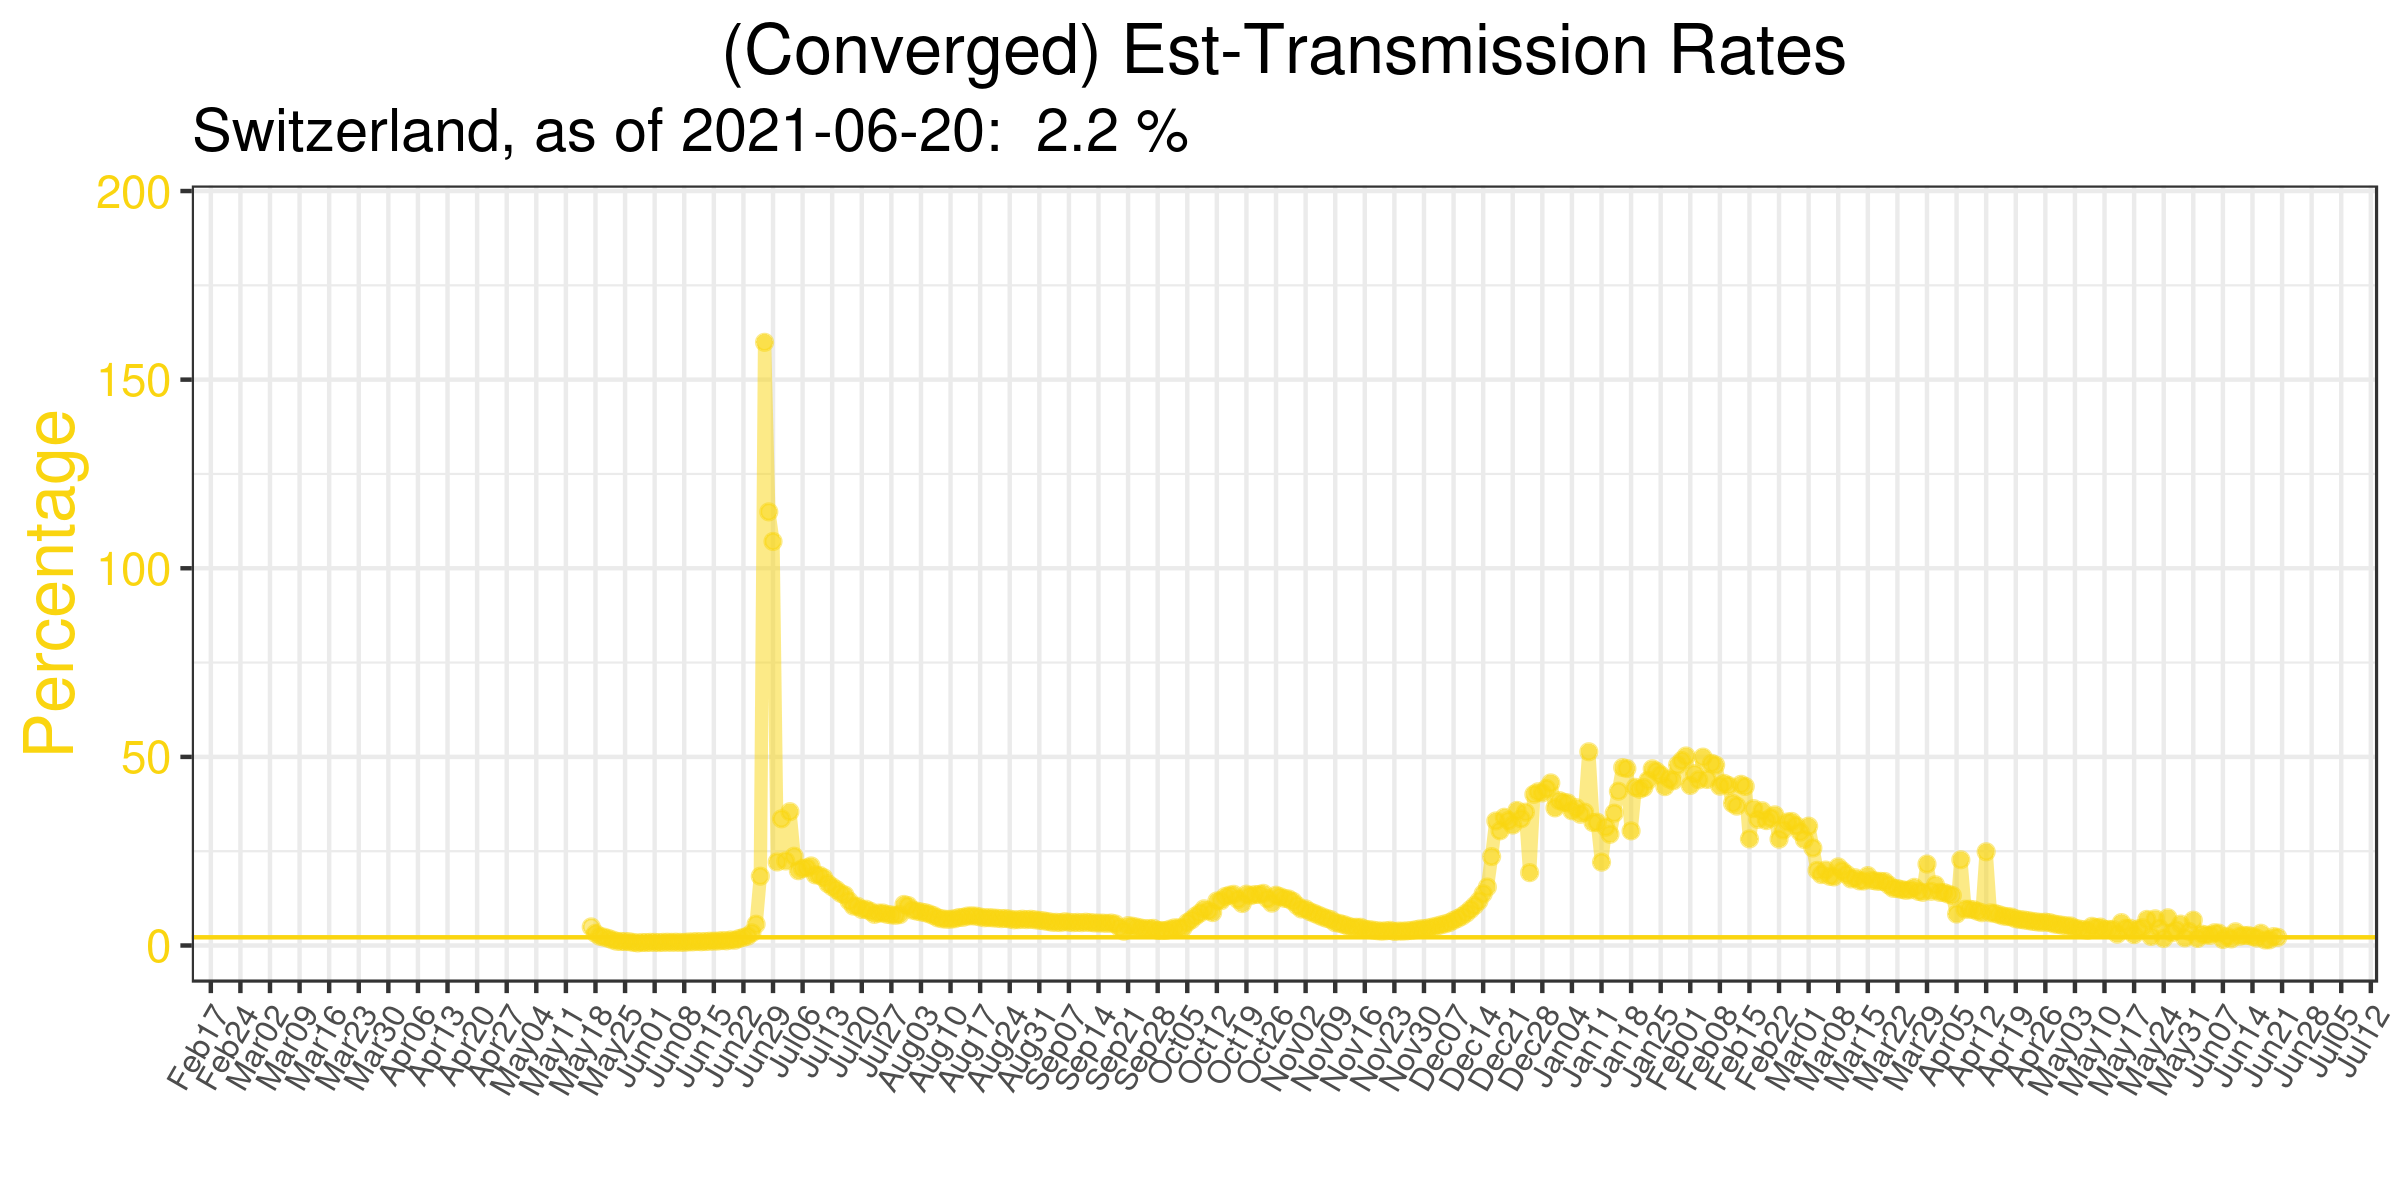 (Converged) Est-Transmission Rates
Switzerland, as of 2021-06-20: 2.2 %
Percentage
200
150
100
50
0
Feb17
Feb24
Mar02
Mar09
Mar16
Mar23
Mar30
Apr06
Apr13
Apr20
Apr27
May04
May11
May18
May25
Jun01
Jun08
Jun15
Jun22
Jun29
Jul06
Jul13
Jul20
Jul27
Aug03
Aug10
Aug17
Aug24
Aug31
Sep07
Sep14
Sep21
Sep28
Oct05
Oct12
Oct19
Oct26
Nov02
Nov09
Nov16
Nov23
Nov30
Dec07
Dec14
Dec21
Dec28
Jan04
Jan11
Jan18
Jan25
Feb01
Feb08
Feb15
Feb22
Mar01
Mar08
Mar15
Mar22
Mar29
Apr05
Apr12
Apr19
Apr26
May03
May10
May17
May24
May31
Jun07
Jun14
Jun21
Jun28
Jul05
Jul12